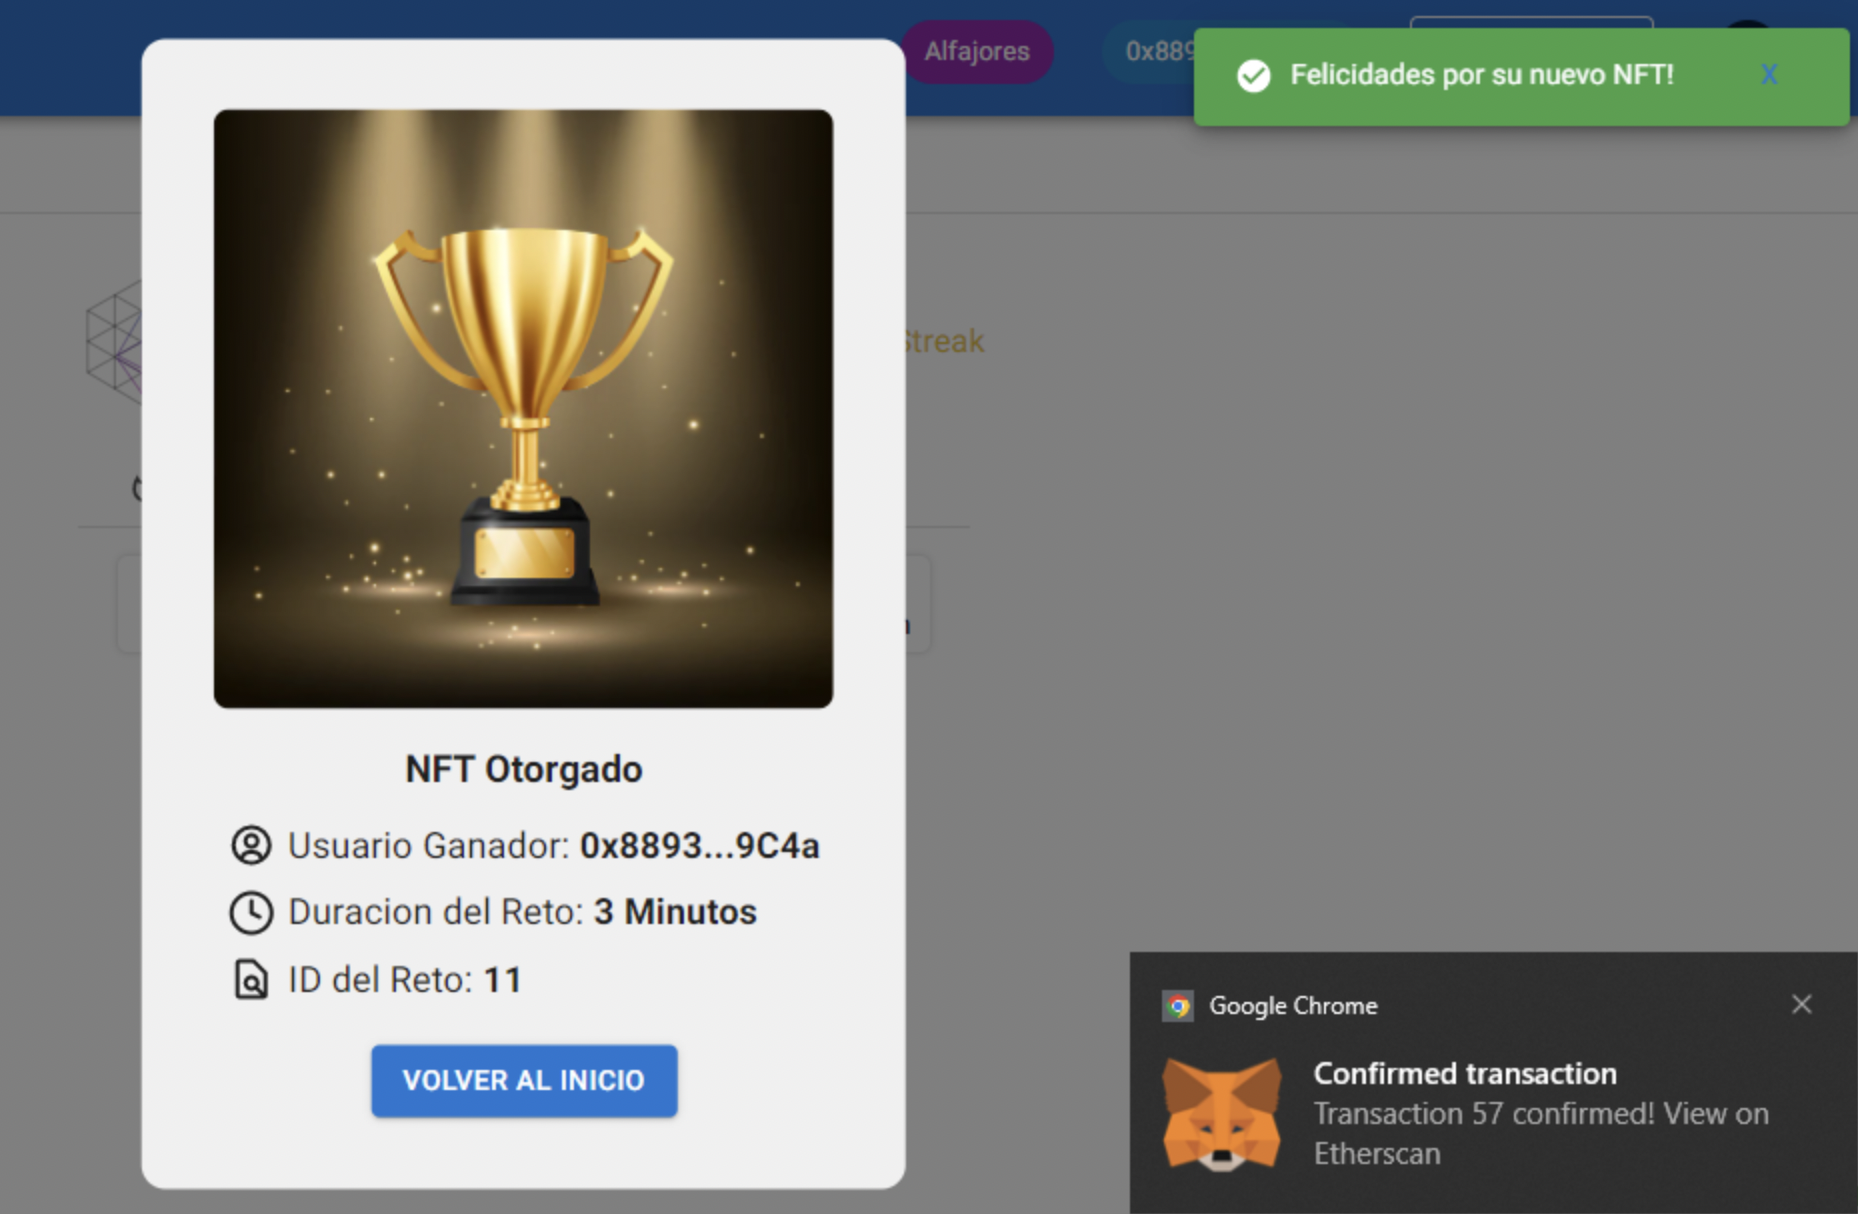 Alfajores
0x889
Felicidades por su nuevo NFT!
X
Streak
NFT Otorgado
Usuario Ganador: 0x8893...9C4a
Duracion del Reto: 3 Minutos
ID del Reto: 11
VOLVER AL INICIO
Google Chrome
Confirmed transaction
Transaction 57 confirmed! View on
Etherscan